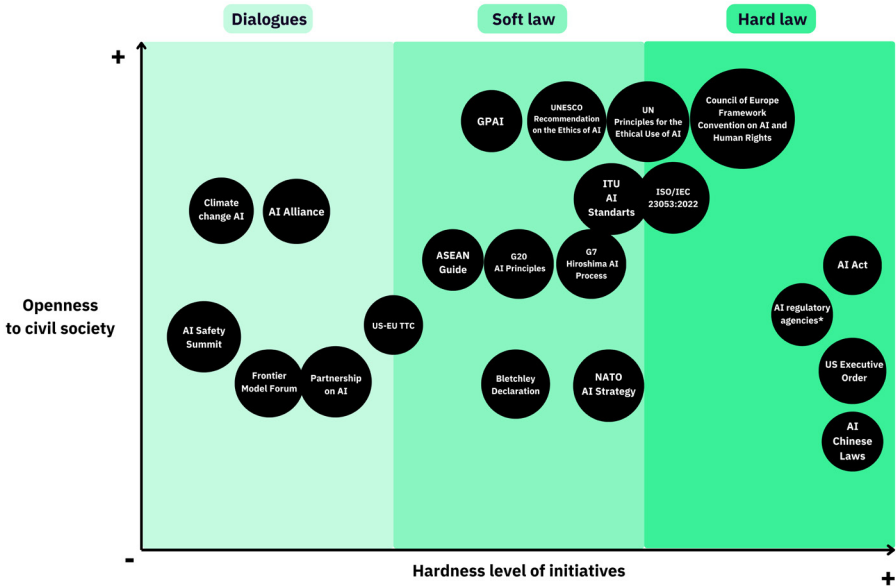 Dialogues
Soft law
Hard law
+
GPAI
UNESCO
Recommendation
on the Ethics of AI
UN
Principles for the
Ethical Use of AI
Council of Europe
Framework
Convention on AI and
Human Rights
Climate
change AI
AI Alliance
ITU
AI
Standarts
ISO/IEC
23053:2022
ASEAN
Guide
G20
AI Principles
G7
Hiroshima AI
Process
AI Act
Openness
to civil society
AI Safety
Summit
US-EU TTC
AI regulatory
agencies*
Frontier
Model Forum
Partnership
on AI
Bletchley
Declaration
NATO
AI Strategy
US Executive
Order
AI
Chinese
Laws
-
Hardness level of initiatives
+